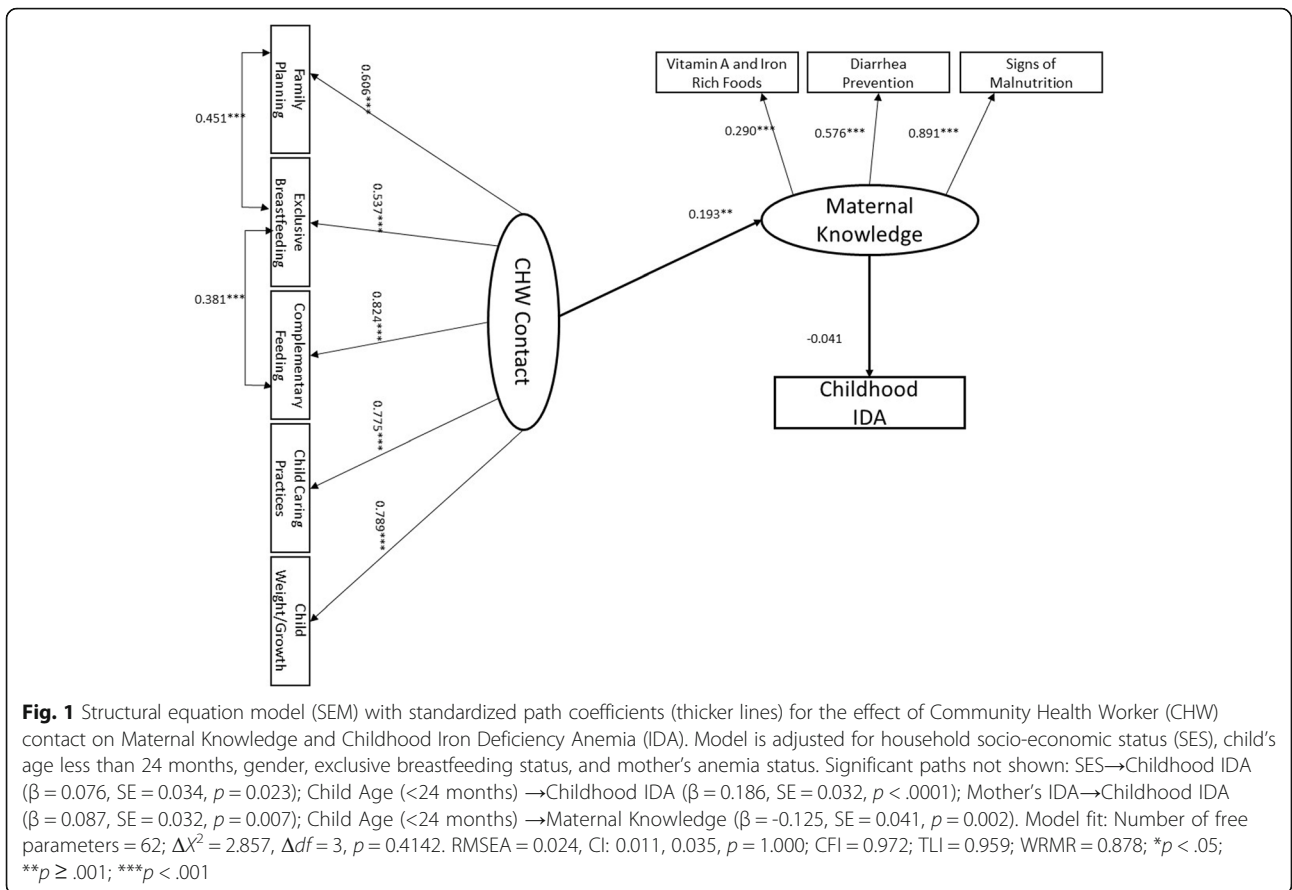 Family
Planning
Exclusive
Breastfeeding
Complementary
Feeding
Child Caring
Practices
Child
Weight/Growth
0.451***
0.381***
0.606***
0.537***
0.824***
0.775***
0.789***
CHW Contact
0.193**
Vitamin A and Iron
Rich Foods
Diarrhea
Prevention
Signs of
Malnutrition
0.290***
0.576***
0.891***
Maternal
Knowledge
-0.041
Childhood
IDA
Fig. 1 Structural equation model (SEM) with standardized path coefficients (thicker lines) for the effect of Community Health Worker (CHW)
contact on Maternal Knowledge and Childhood Iron Deficiency Anemia (IDA). Model is adjusted for household socio-economic status (SES), child's
age less than 24 months, gender, exclusive breastfeeding status, and mother's anemia status. Significant paths not shown: SES→Childhood IDA
(β = 0.076, SE = 0.034, p = 0.023); Child Age (<24 months) →Childhood IDA (β = 0.186, SE = 0.032, p < .0001); Mother's IDA→Childhood IDA
(β = 0.087, SE = 0.032, p = 0.007); Child Age (<24 months) →Maternal Knowledge (β = -0.125, SE = 0.041, p = 0.002). Model fit: Number of free
parameters = 62; ΔX² = 2.857, Δdf = 3, p = 0.4142. RMSEA = 0.024, CI: 0.011, 0.035, p = 1.000; CFI = 0.972; TLI = 0.959; WRMR = 0.878; *p < .05;
**p ≥ .001; ***p < .001